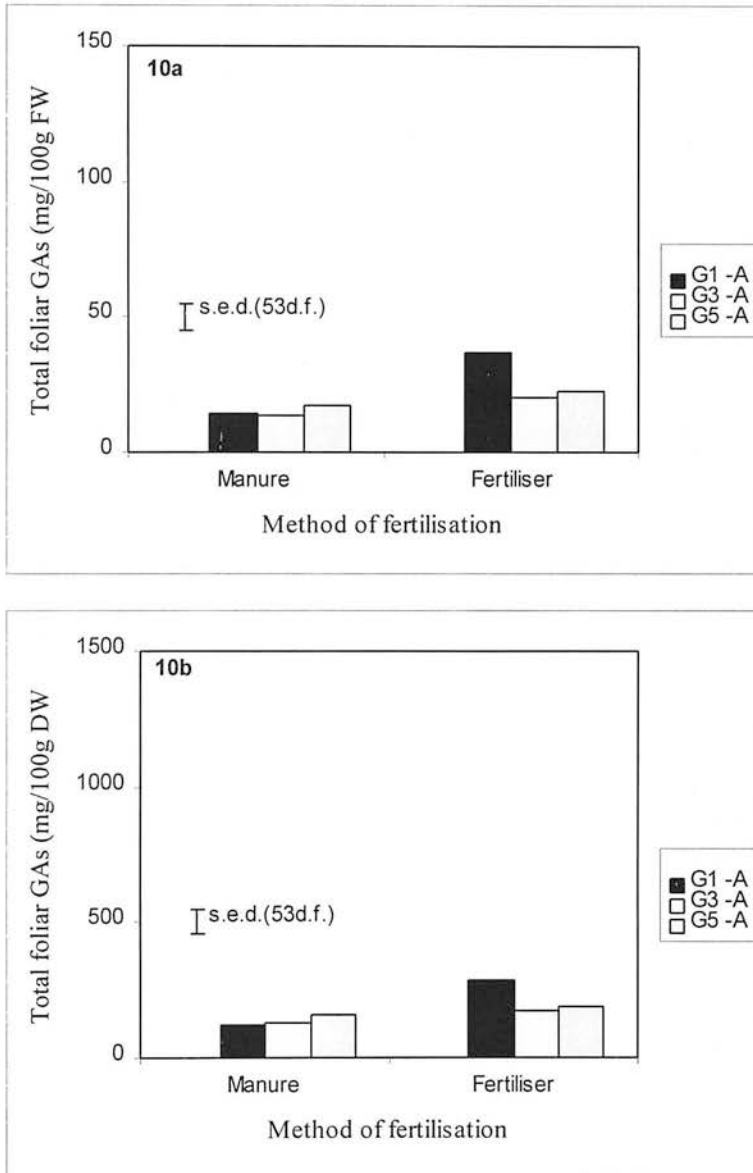 10a
Total foliar GAs (mg/100g FW
150
100
50
0
s.e.d.(53d.f.)
Manure
Fertiliser
Method of fertilisation
G1 -A
G3 -A
G5 -A
10b
Total foliar GAs (mg/100g DW
1500
1000
500
0
s.e.d.(53d.f.)
Manure
Fertiliser
Method of fertilisation
G1 -A
G3 -A
G5 -A